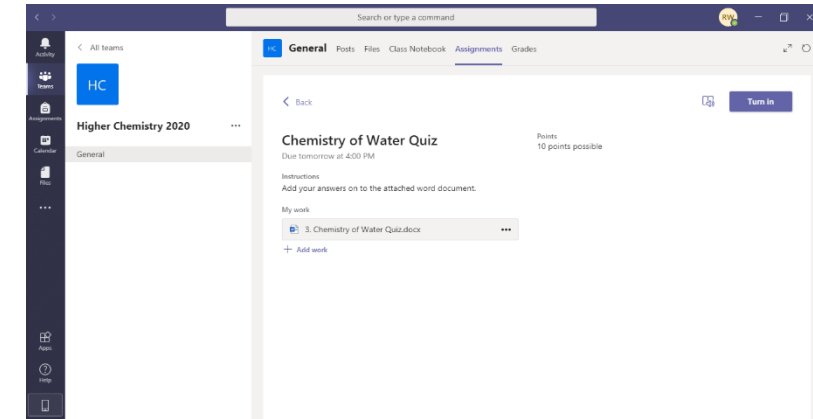 Search or type a command
RW
Activity
Teams
Assignments
Calendar
Files
Apps
Help
All teams
HC
Higher Chemistry 2020
General
HC General Posts Files Class Notebook Assignments Grades
Back
Turn in
Chemistry of Water Quiz
Due tomorrow at 4:00 PM
Instructions
Add your answers on to the attached word document.
My work
3. Chemistry of Water Quiz.docx
Add work
Points
10 points possible